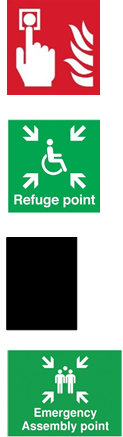 Refuge point
Emergency
Assembly point